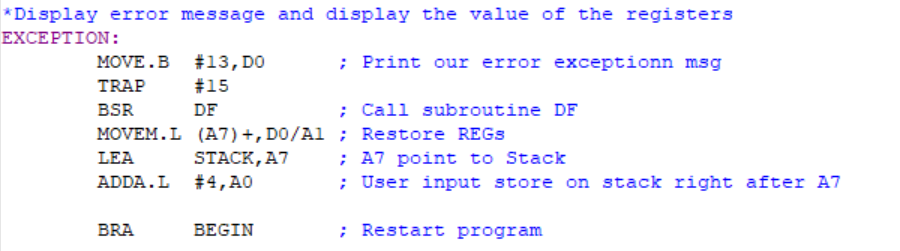 *Display error message and display the value of the registers
EXCEPTION:
MOVE.B #13,D0 ; Print our error exceptionn msg
TRAP #15
BSR DF ; Call subroutine DF
MOVEM.L (A7)+,D0/A1 ; Restore REGs
LEA STACK,A7 ; A7 point to Stack
ADDA.L #4,A0 ; User input store on stack right after A7
BRA BEGIN ; Restart program